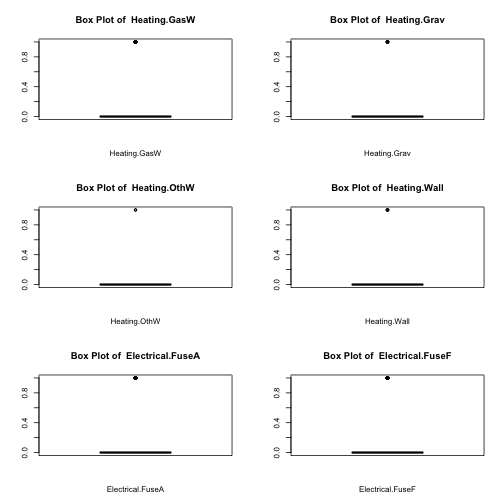 Box Plot of  Heating.GasW
0.0 0.4 0.8
Heating.GasW
Box Plot of  Heating.Grav
0.0 0.4 0.8
Heating.Grav
Box Plot of  Heating.OthW
0.0 0.4 0.8
Heating.OthW
Box Plot of  Heating.Wall
0.0 0.4 0.8
Heating.Wall
Box Plot of  Electrical.FuseA
0.0 0.4 0.8
Electrical.FuseA
Box Plot of  Electrical.FuseF
0.0 0.4 0.8
Electrical.FuseF